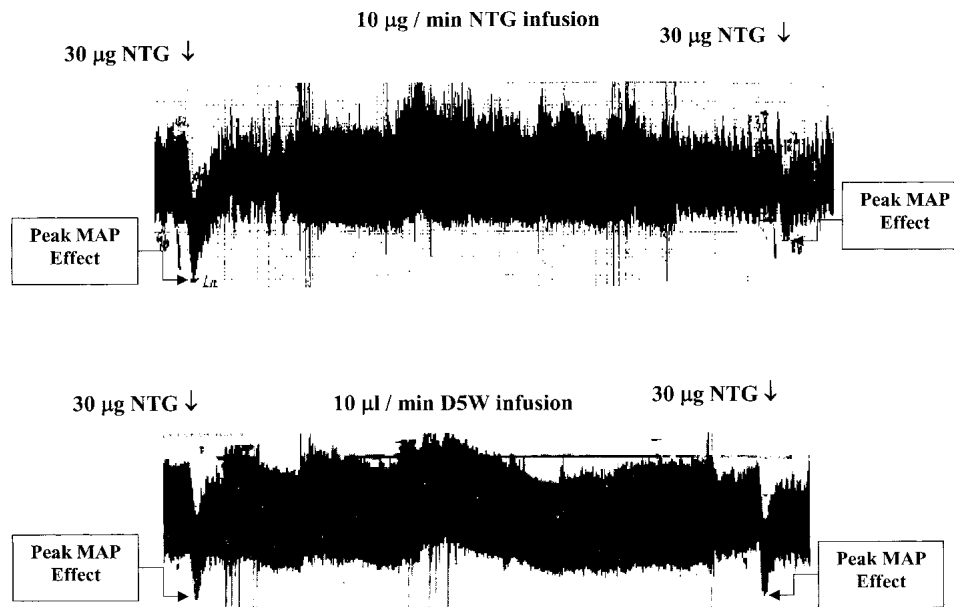 10 μg / min NTG infusion
30 μg NTG ↓
30 μg NTG ↓
Peak MAP
Effect
Peak MAP
Effect
30 μg NTG ↓
10 μl / min D5W infusion
30 μg NTG ↓
Peak MAP
Effect
Peak MAP
Effect